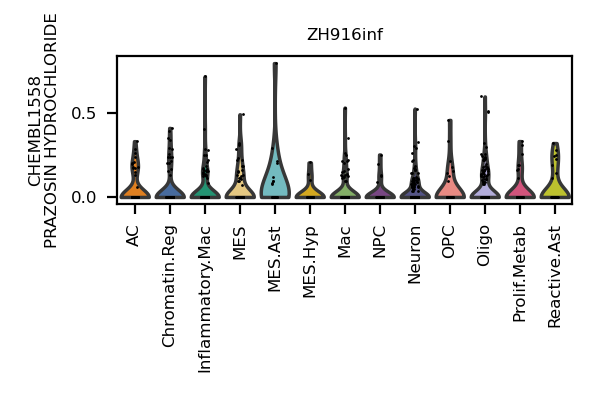 ZH916inf
CHEMBL1558
PRAZOSIN HYDROCHLORIDE
0.5
0.0
AC
Chromatin.Reg
Inflammatory.Mac
MES
MES.Ast
MES.Hyp
Mac
NPC
Neuron
OPC
Oligo
Prolif.Metab
Reactive.Ast